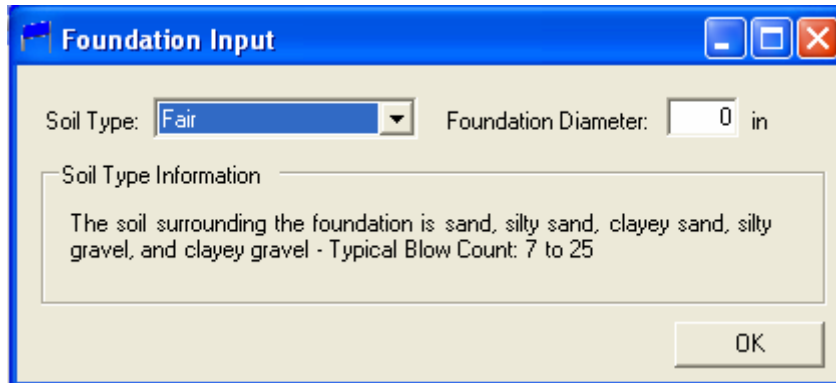 Foundation Input
Soil Type: Fair Foundation Diameter: 0 in
Soil Type Information
The soil surrounding the foundation is sand, silty sand, clayey sand, silty
gravel, and clayey gravel - Typical Blow Count: 7 to 25
OK